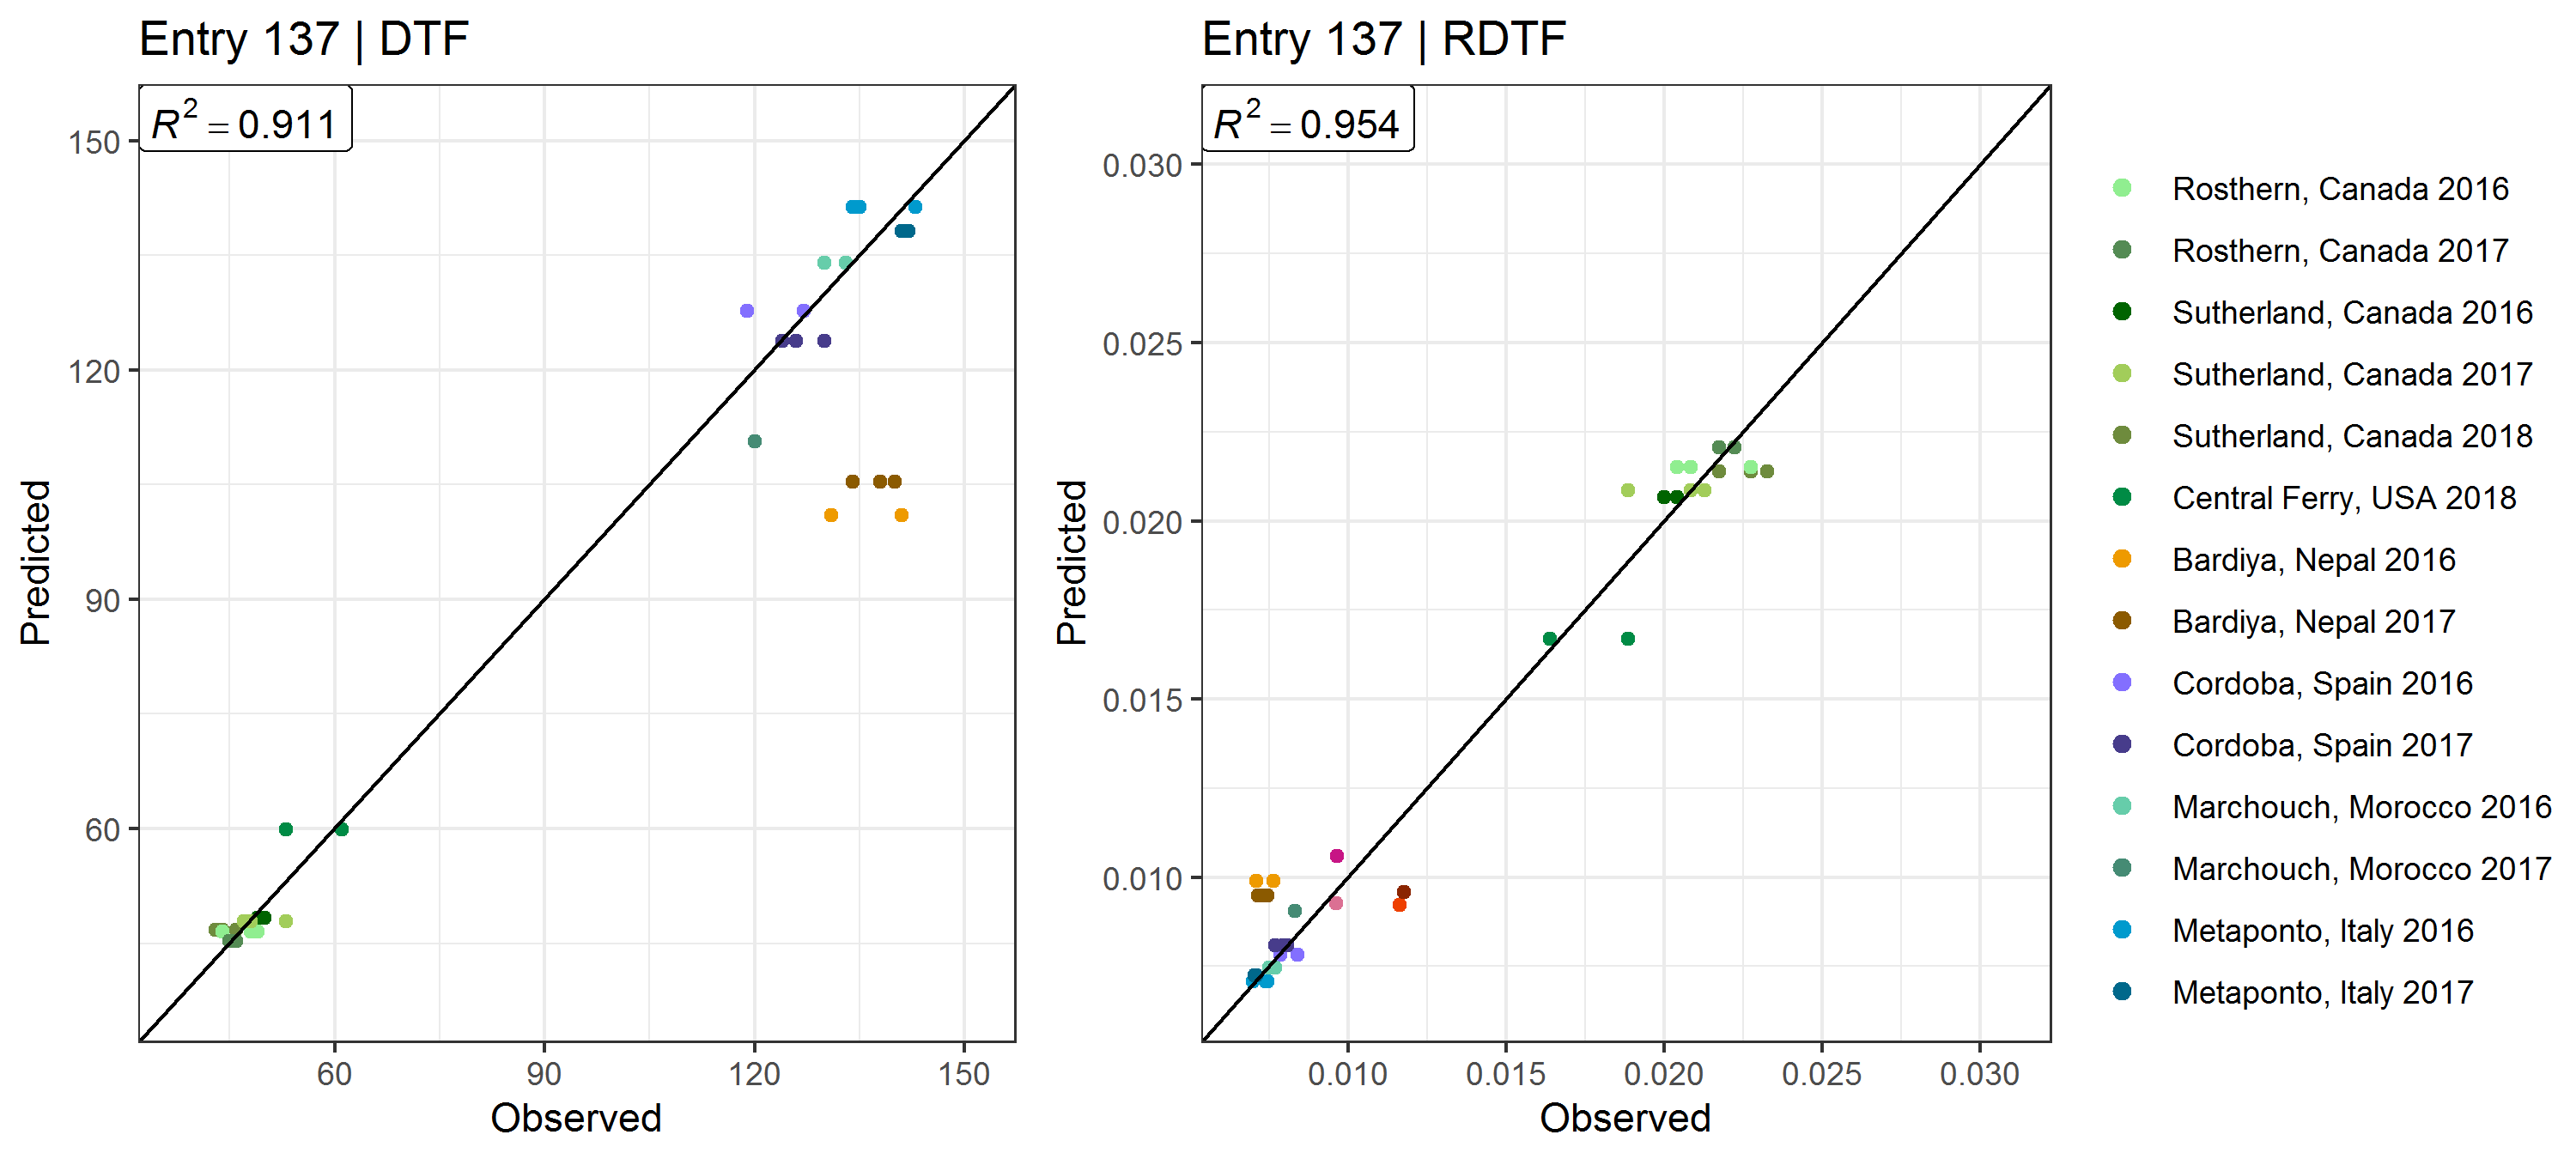 Entry 137 | DTF
R² = 0.911
150
120
90
60
Predicted
60 90 120 150
Observed
Entry 137 | RDTF
R² = 0.954
0.030
0.025
0.020
0.015
0.010
Predicted
0.010 0.015 0.020 0.025 0.030
Observed
Rosthern, Canada 2016
Rosthern, Canada 2017
Sutherland, Canada 2016
Sutherland, Canada 2017
Sutherland, Canada 2018
Central Ferry, USA 2018
Bardiya, Nepal 2016
Bardiya, Nepal 2017
Cordoba, Spain 2016
Cordoba, Spain 2017
Marchouch, Morocco 2016
Marchouch, Morocco 2017
Metaponto, Italy 2016
Metaponto, Italy 2017